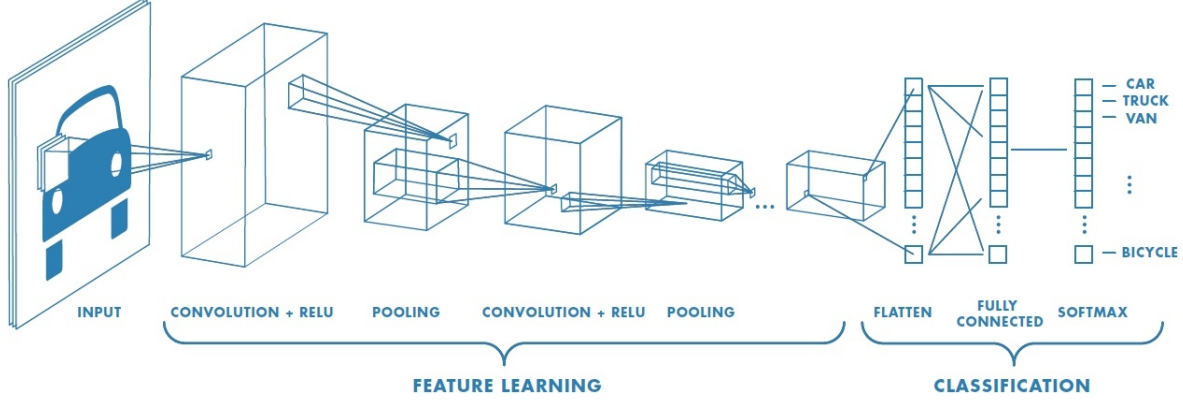 CAR
TRUCK
VAN
BICYCLE
INPUT
CONVOLUTION + RELU
POOLING
CONVOLUTION + RELU
POOLING
FLATTEN
FULLY
CONNECTED
SOFTMAX
FEATURE LEARNING
CLASSIFICATION